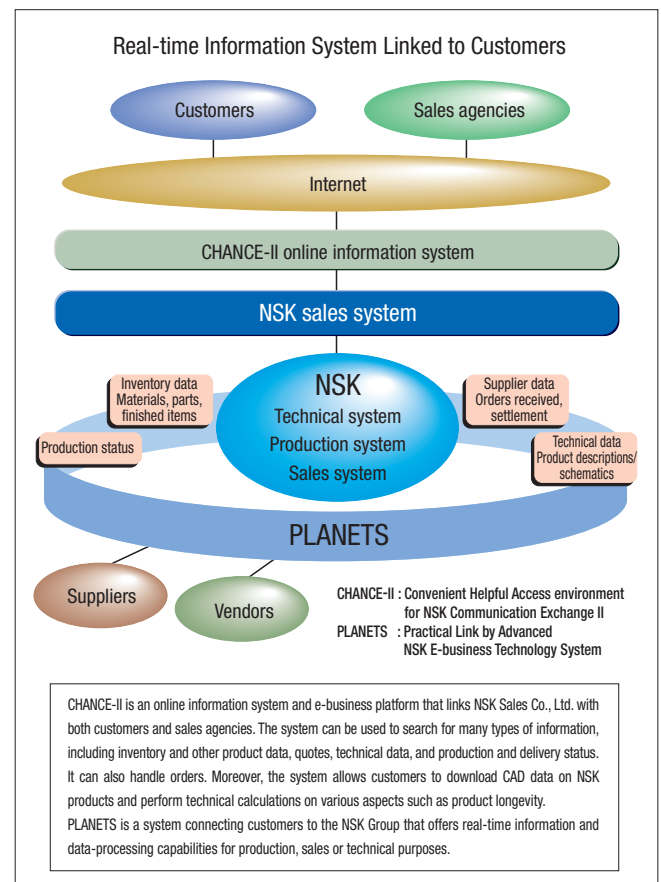 Real-time Information System Linked to Customers
Customers
Sales agencies
Internet
CHANCE-II online information system
NSK sales system
NSK
Technical system
Production system
Sales system
Inventory data
Materials, parts,
finished items
Production status
Supplier data
Orders received,
settlement
Technical data
Product descriptions/
schematics
PLANETS
Suppliers
Vendors
CHANCE-II : Convenient Helpful Access environment
for NSK Communication Exchange II
PLANETS : Practical Link by Advanced
NSK E-business Technology System
CHANCE-II is an online information system and e-business platform that links NSK Sales Co., Ltd. with
both customers and sales agencies. The system can be used to search for many types of information,
including inventory and other product data, quotes, technical data, and production and delivery status.
It can also handle orders. Moreover, the system allows customers to download CAD data on NSK
products and perform technical calculations on various aspects such as product longevity.
PLANETS is a system connecting customers to the NSK Group that offers real-time information and
data-processing capabilities for production, sales or technical purposes.